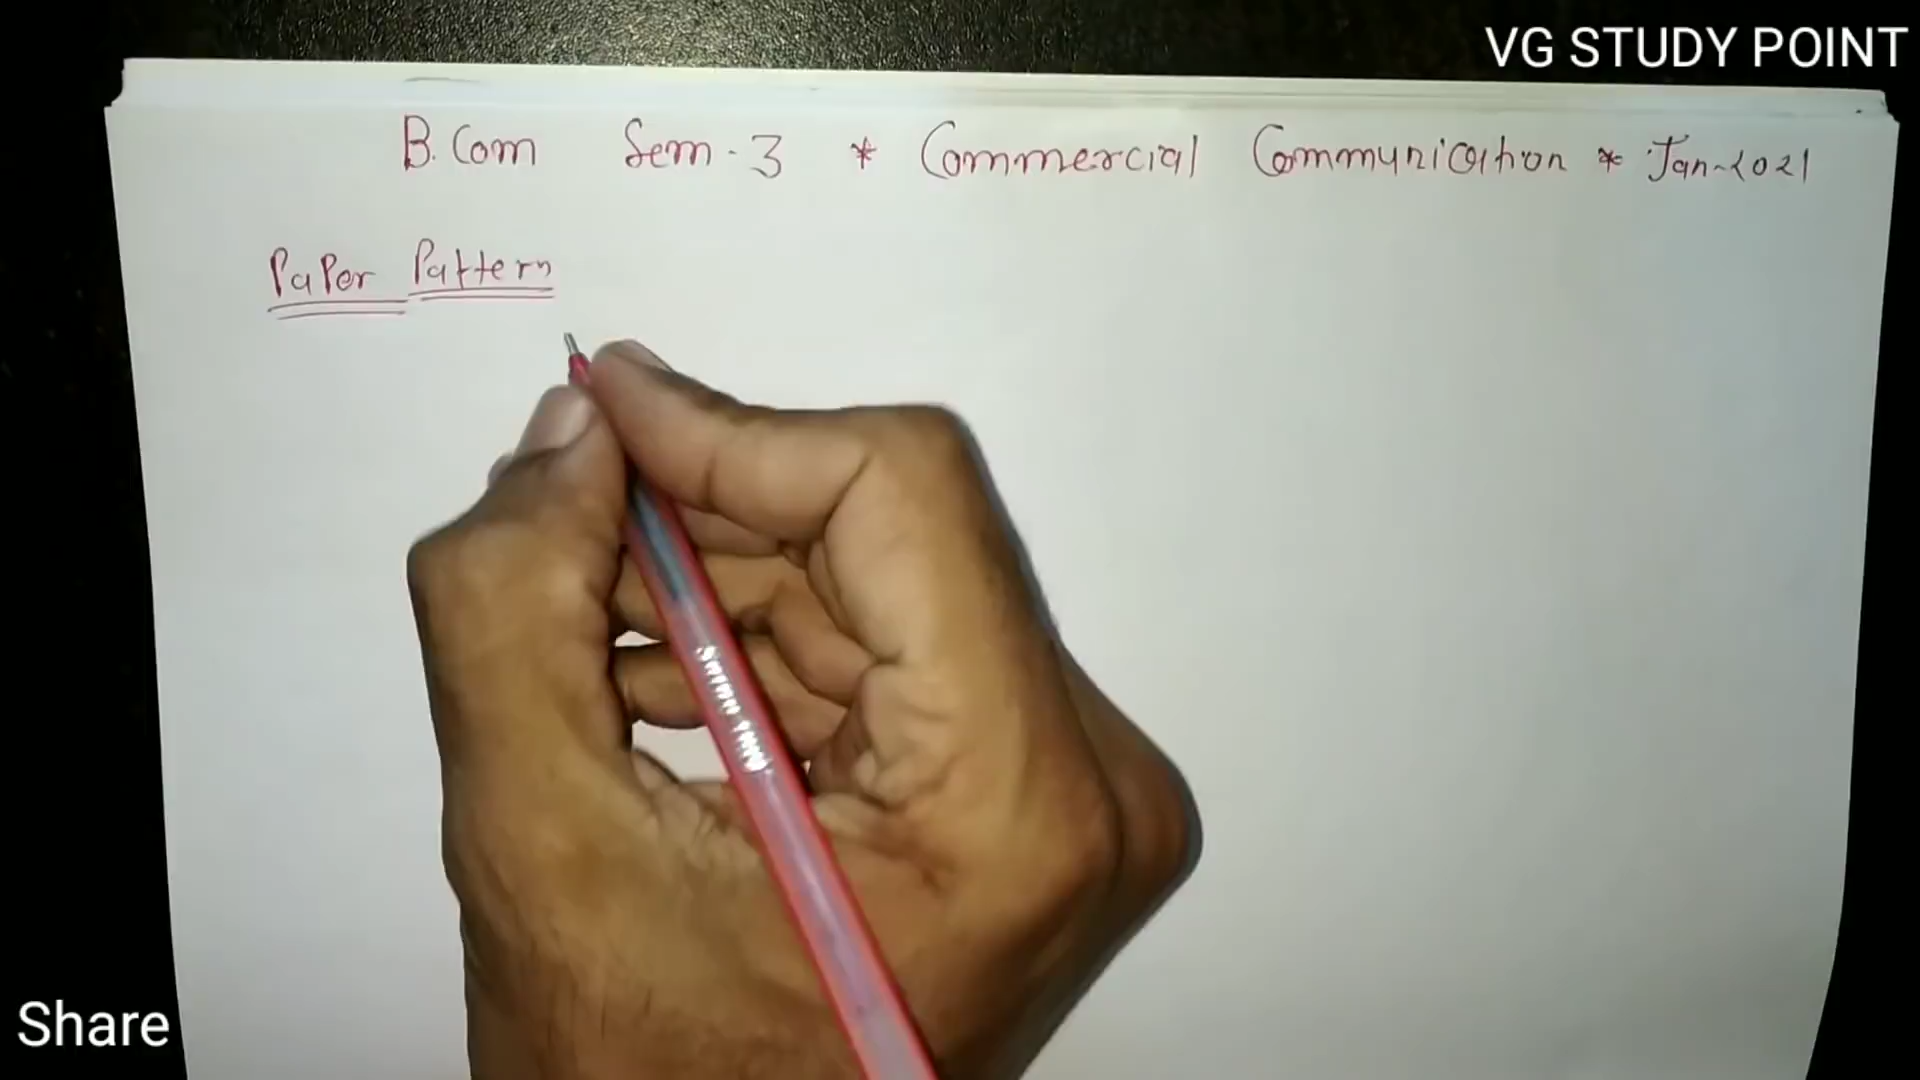 VG STUDY POINT
B.Com Sem-3 * Commercial Communication * Jan-2021
Paper Pattern
Share